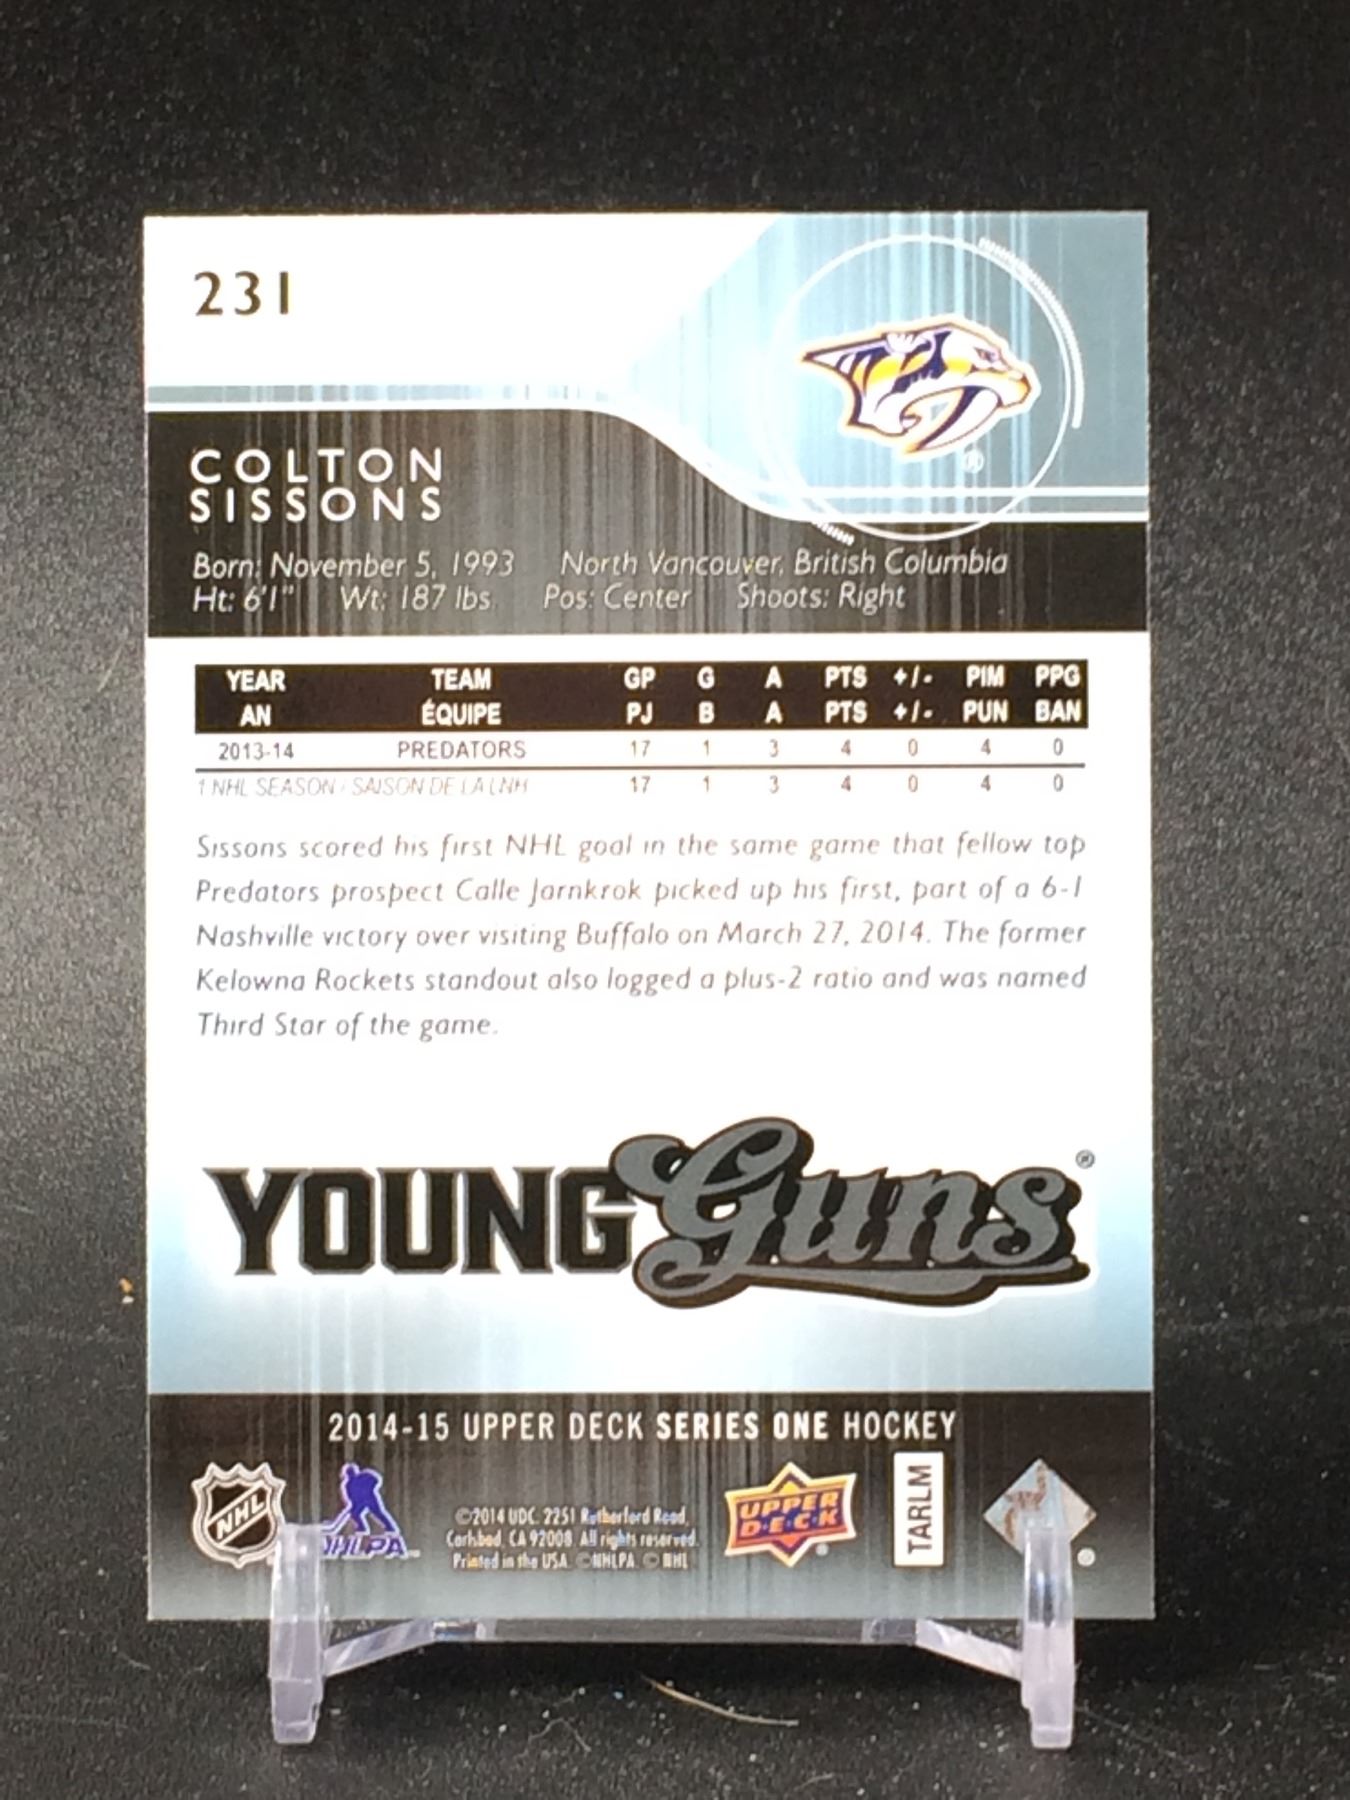 231
COLTON
SISSONS
Born: November 5, 1993 North Vancouver, British Columbia
Ht: 6'1" Wt: 187 lbs. Pos: Center Shoots: Right
YEAR TEAM GP G A PTS +/- PIM PPG
AN ÉQUIPE PJ B A PTS +/- PUN BAN
2013-14 PREDATORS 17 1 3 4 0 4 0
1 NHL SEASON / SAISON DE LA LNH 17 1 3 4 0 4 0
Sissons scored his first NHL goal in the same game that fellow top
Predators prospect Calle Jarnkrok picked up his first, part of a 6-1
Nashville victory over visiting Buffalo on March 27, 2014. The former
Kelowna Rockets standout also logged a plus-2 ratio and was named
Third Star of the game.
YOUNG Guns ®
2014-15 UPPER DECK SERIES ONE HOCKEY
NHL
NHLPA
©2014 UDC. 2251 Rutherford Road,
Carlsbad, CA 92008. All rights reserved.
Printed in the USA. ©NHLPA. © NHL
UPPER
DECK
TARLM